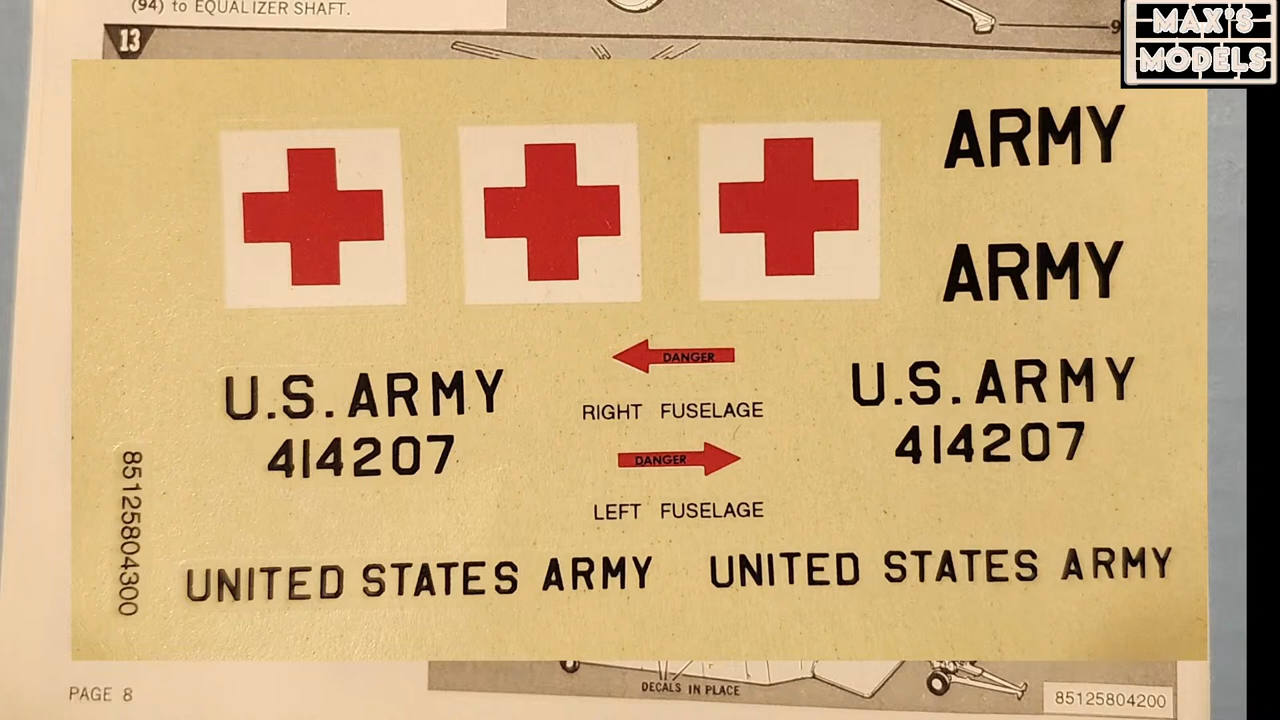 (94) to EQUALIZER SHAFT.
13
9
MAX'S
MODELS
ARMY
ARMY
DANGER
RIGHT FUSELAGE
DANGER
LEFT FUSELAGE
U.S. ARMY
414207
U.S. ARMY
414207
85125804300
UNITED STATES ARMY
UNITED STATES ARMY
PAGE 8
DECALS IN PLACE
85125804200